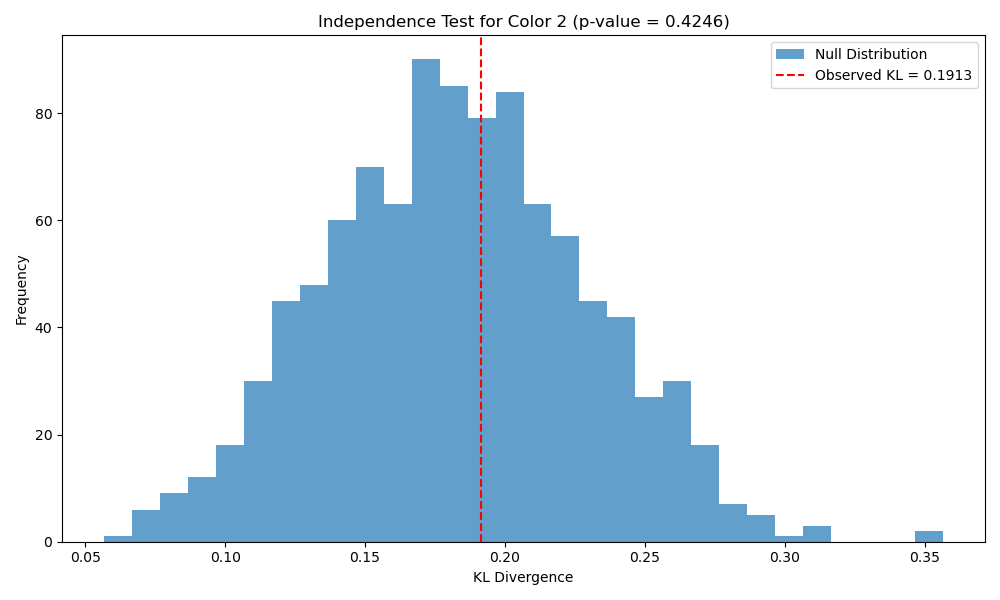 Independence Test for Color 2 (p-value = 0.4246)
Null Distribution
Observed KL = 0.1913
Frequency
80
60
40
20
0
0.05 0.10 0.15 0.20 0.25 0.30 0.35
KL Divergence